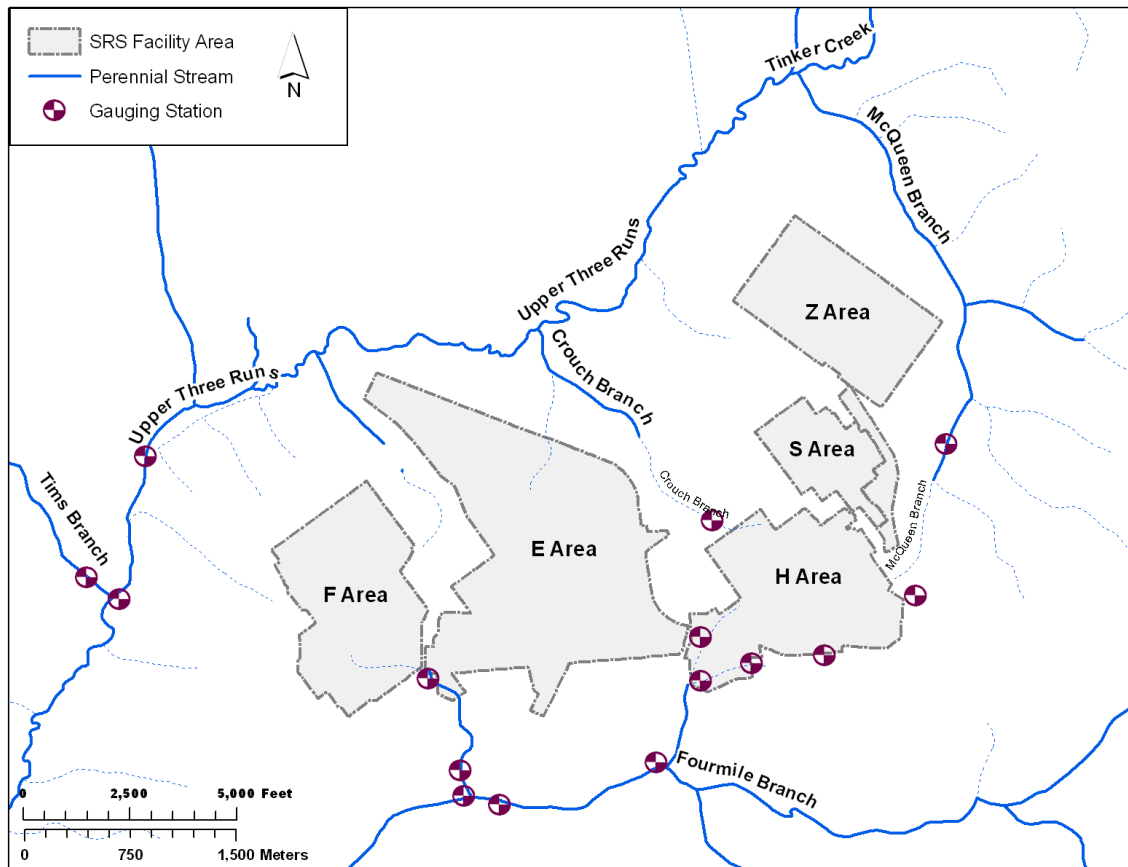 SRS Facility Area
Perennial Stream
Gauging Station
N
Tinker Creek
McQueen Branch
Upper Three Runs
Z Area
Crouch Branch
Upper Three Runs
S Area
Tims Branch
Crouch Branch
McQueen Branch
E Area
H Area
F Area
Fourmile Branch
0 2,500 5,000 Feet
0 750 1,500 Meters